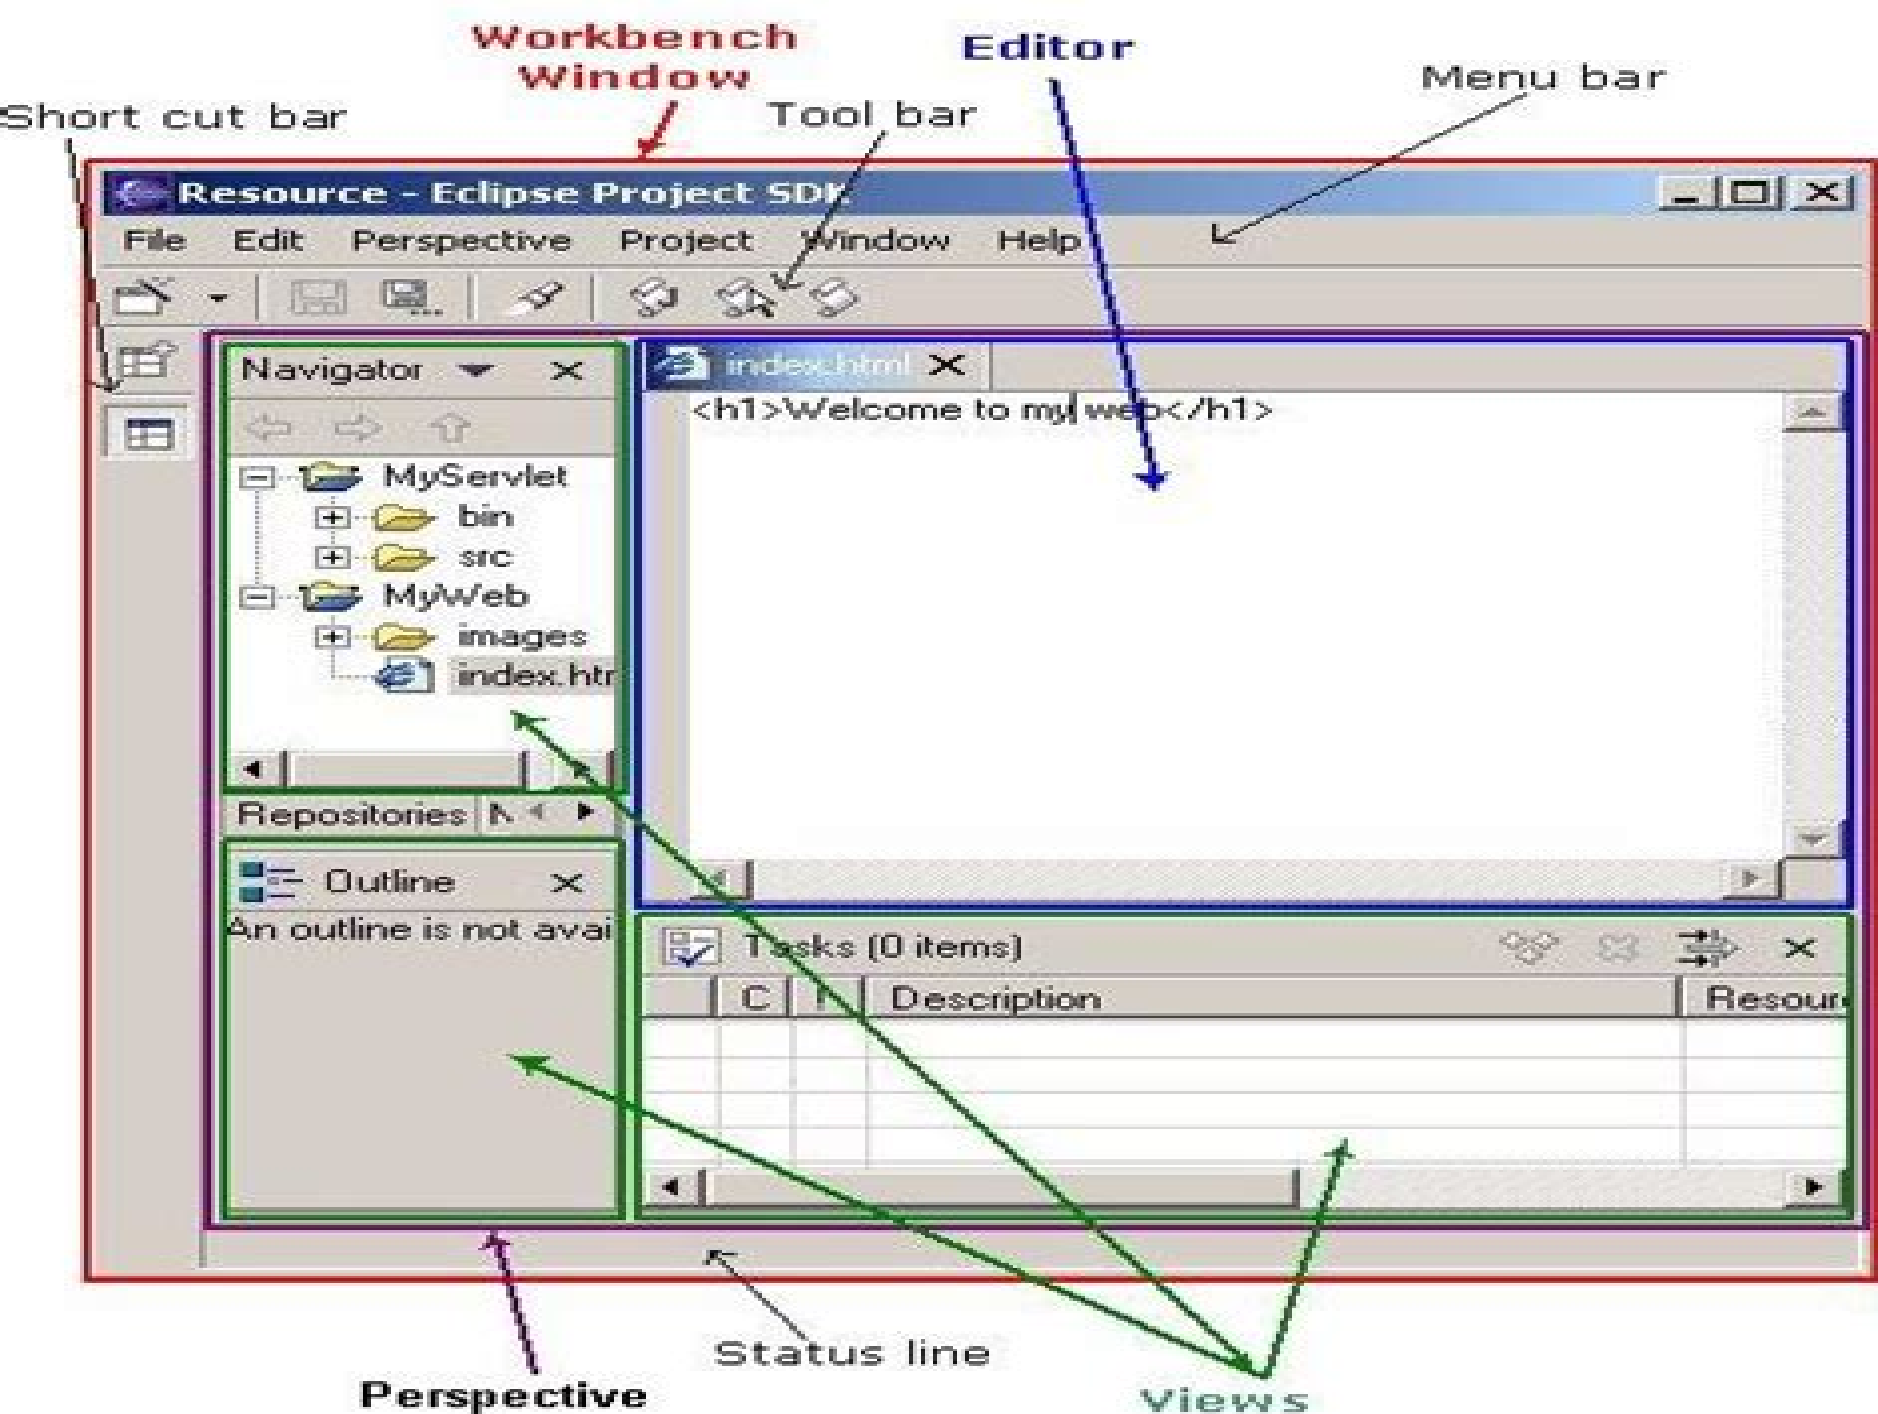 Workbench
Window
Editor
Menu bar
Short cut bar
Tool bar
Resource - Eclipse Project SDK
File Edit Perspective Project Window Help
Navigator
index.html
<h1>Welcome to my web</h1>
MyServlet
bin
src
MyWeb
images
index.htm
Repositories N
Outline
An outline is not avai
Tasks (0 items)
C
Description
Resour
Status line
Perspective
Views